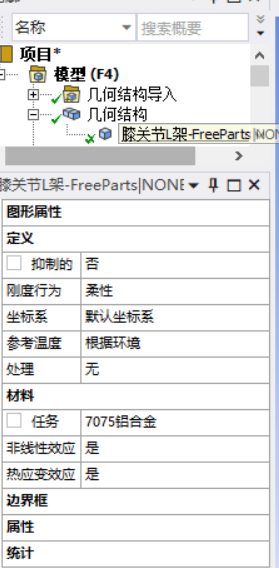 名称 搜索概要
项目*
模型 (F4)
几何结构导入
几何结构
膝关节L架-FreeParts|NON
膝关节L架-FreeParts|NONE
图形属性
定义
抑制的 否
刚度行为 柔性
坐标系 默认坐标系
参考温度 根据环境
处理 无
材料
任务 7075铝合金
非线性效应 是
热应变效应 是
边界框
属性
统计